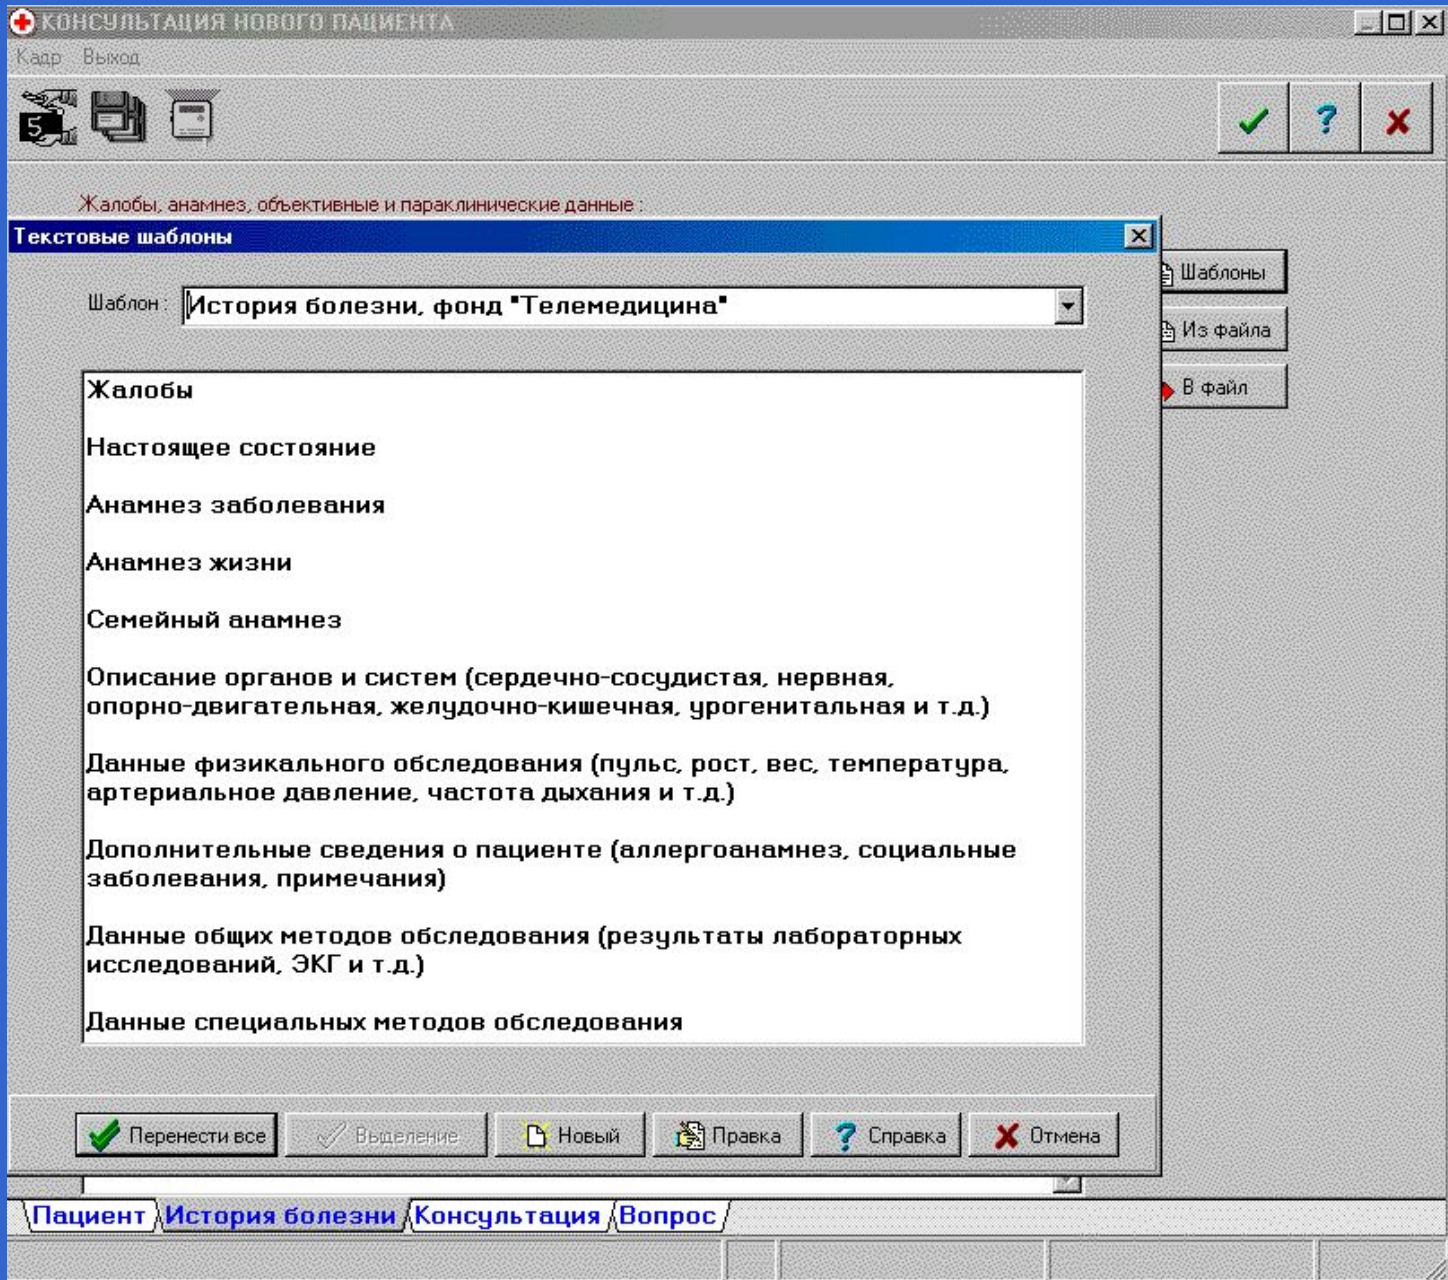 КОНСУЛЬТАЦИЯ НОВОГО ПАЦИЕНТА
Кадр Выход
5
Жалобы, анамнез, объективные и параклинические данные :
Текстовые шаблоны
Шаблон : История болезни, фонд "Телемедицина"
Шаблоны
Из файла
В файл
Жалобы
Настоящее состояние
Анамнез заболевания
Анамнез жизни
Семейный анамнез
Описание органов и систем (сердечно-сосудистая, нервная,
опорно-двигательная, желудочно-кишечная, урогенитальная и т.д.)
Данные физикального обследования (пульс, рост, вес, температура,
артериальное давление, частота дыхания и т.д.)
Дополнительные сведения о пациенте (аллергоанамнез, социальные
заболевания, примечания)
Данные общих методов обследования (результаты лабораторных
исследований, ЭКГ и т.д.)
Данные специальных методов обследования
Перенести все Выделение Новый Правка Справка Отмена
Пациент История болезни Консультация Вопрос